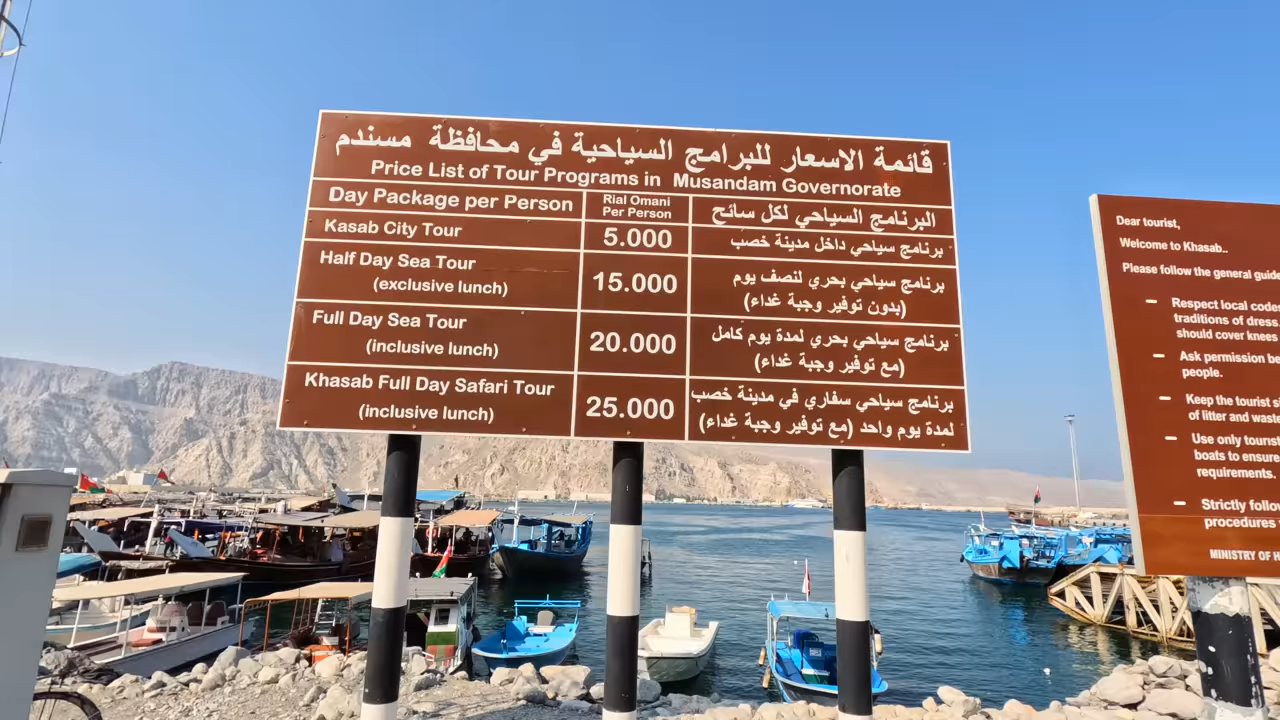 قائمة الاسعار للبرامج السياحية في محافظة مسندم
Price List of Tour Programs in Musandam Governorate
Day Package per Person
Rial Omani
Per Person
البرنامج السياحي لكل سائح
Kasab City Tour
5.000
برنامج سياحي داخل مدينة خصب
Half Day Sea Tour
(exclusive lunch)
15.000
برنامج سياحي بحري لنصف يوم
(بدون توفير وجبة غداء)
Full Day Sea Tour
(inclusive lunch)
20.000
برنامج سياحي بحري لمدة يوم كامل
(مع توفير وجبة غداء)
Khasab Full Day Safari Tour
(inclusive lunch)
25.000
برنامج سياحي سفاري في مدينة خصب
لمدة يوم واحد (مع توفير وجبة غداء)
Dear tourist,
Welcome to Khasab..
Please follow the general
– Respect local
traditions of dress
should cover knees
– Ask permission
people.
– Keep the tourist
of litter and
– Use only
boats to ensure
requirements.
– Strictly
procedures
MINISTRY OF